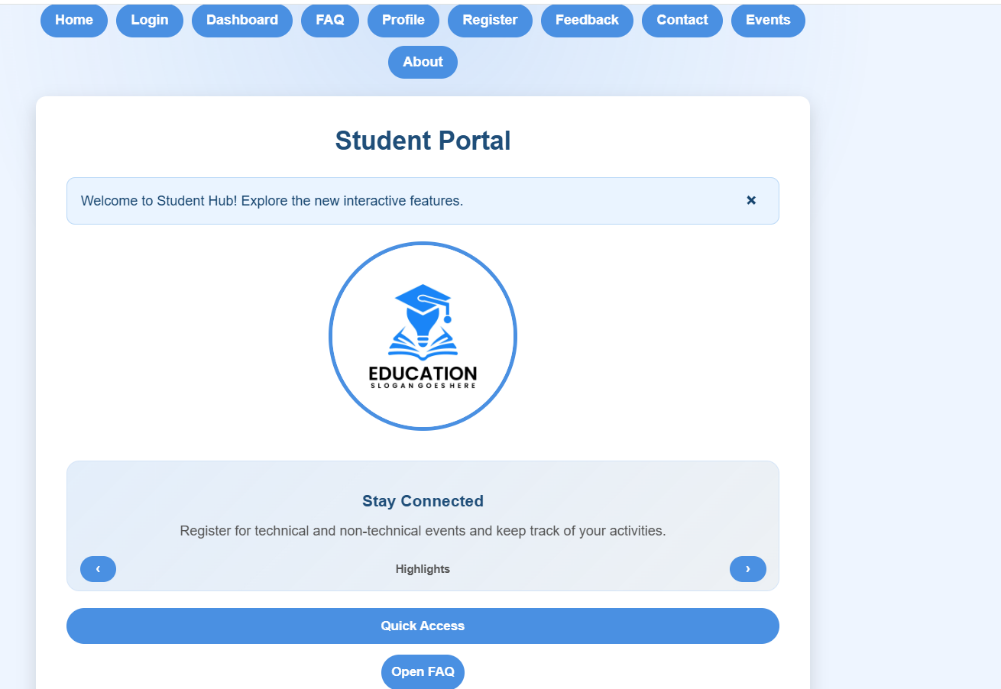 Home Login Dashboard FAQ Profile Register Feedback Contact Events
About
Student Portal
Welcome to Student Hub! Explore the new interactive features. ×
EDUCATION
SLOGAN GOES HERE
Stay Connected
Register for technical and non-technical events and keep track of your activities.
‹ Highlights ›
Quick Access
Open FAQ